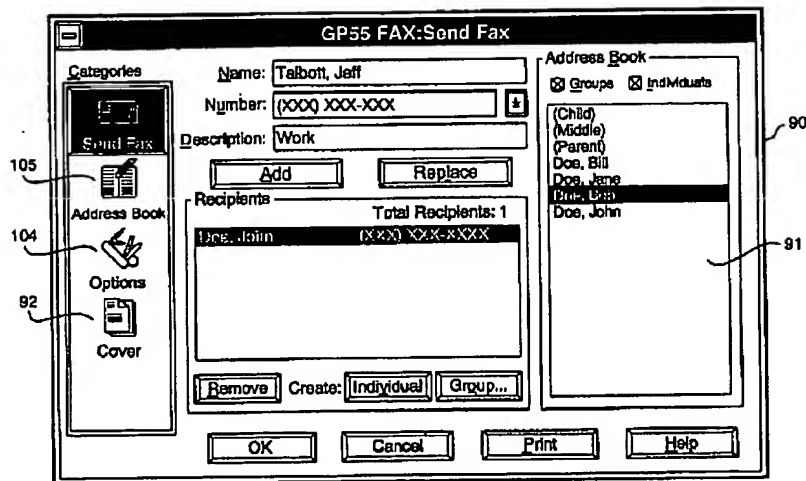 GP55 FAX:Send Fax
Categories
Send Fax
105
Address Book
104
Options
92
Cover
Name: Talbott, Jeff
Number: (XXX) XXX-XXX
Description: Work
Add
Replace
Recipients
Total Recipients: 1
Doe, John (XXX) XXX-XXXX
Remove
Create:
Individual
Group...
Address Book
Groups
Individuals
(Child)
(Middle)
(Parent)
Doe, Bill
Doe, Jane
Doe,
Doe, John
90
91
OK
Cancel
Print
Help